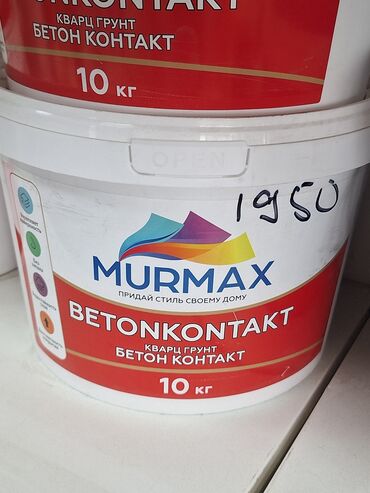 BETONKONTAKT
КВАРЦ ГРУНТ
БЕТОН КОНТАКТ
10 кг
OPEN
1950
MURMAX
ПРИДАЙ СТИЛЬ СВОЕМУ ДОМУ
BETONKONTAKT
КВАРЦ ГРУНТ
БЕТОН КОНТАКТ
10 кг